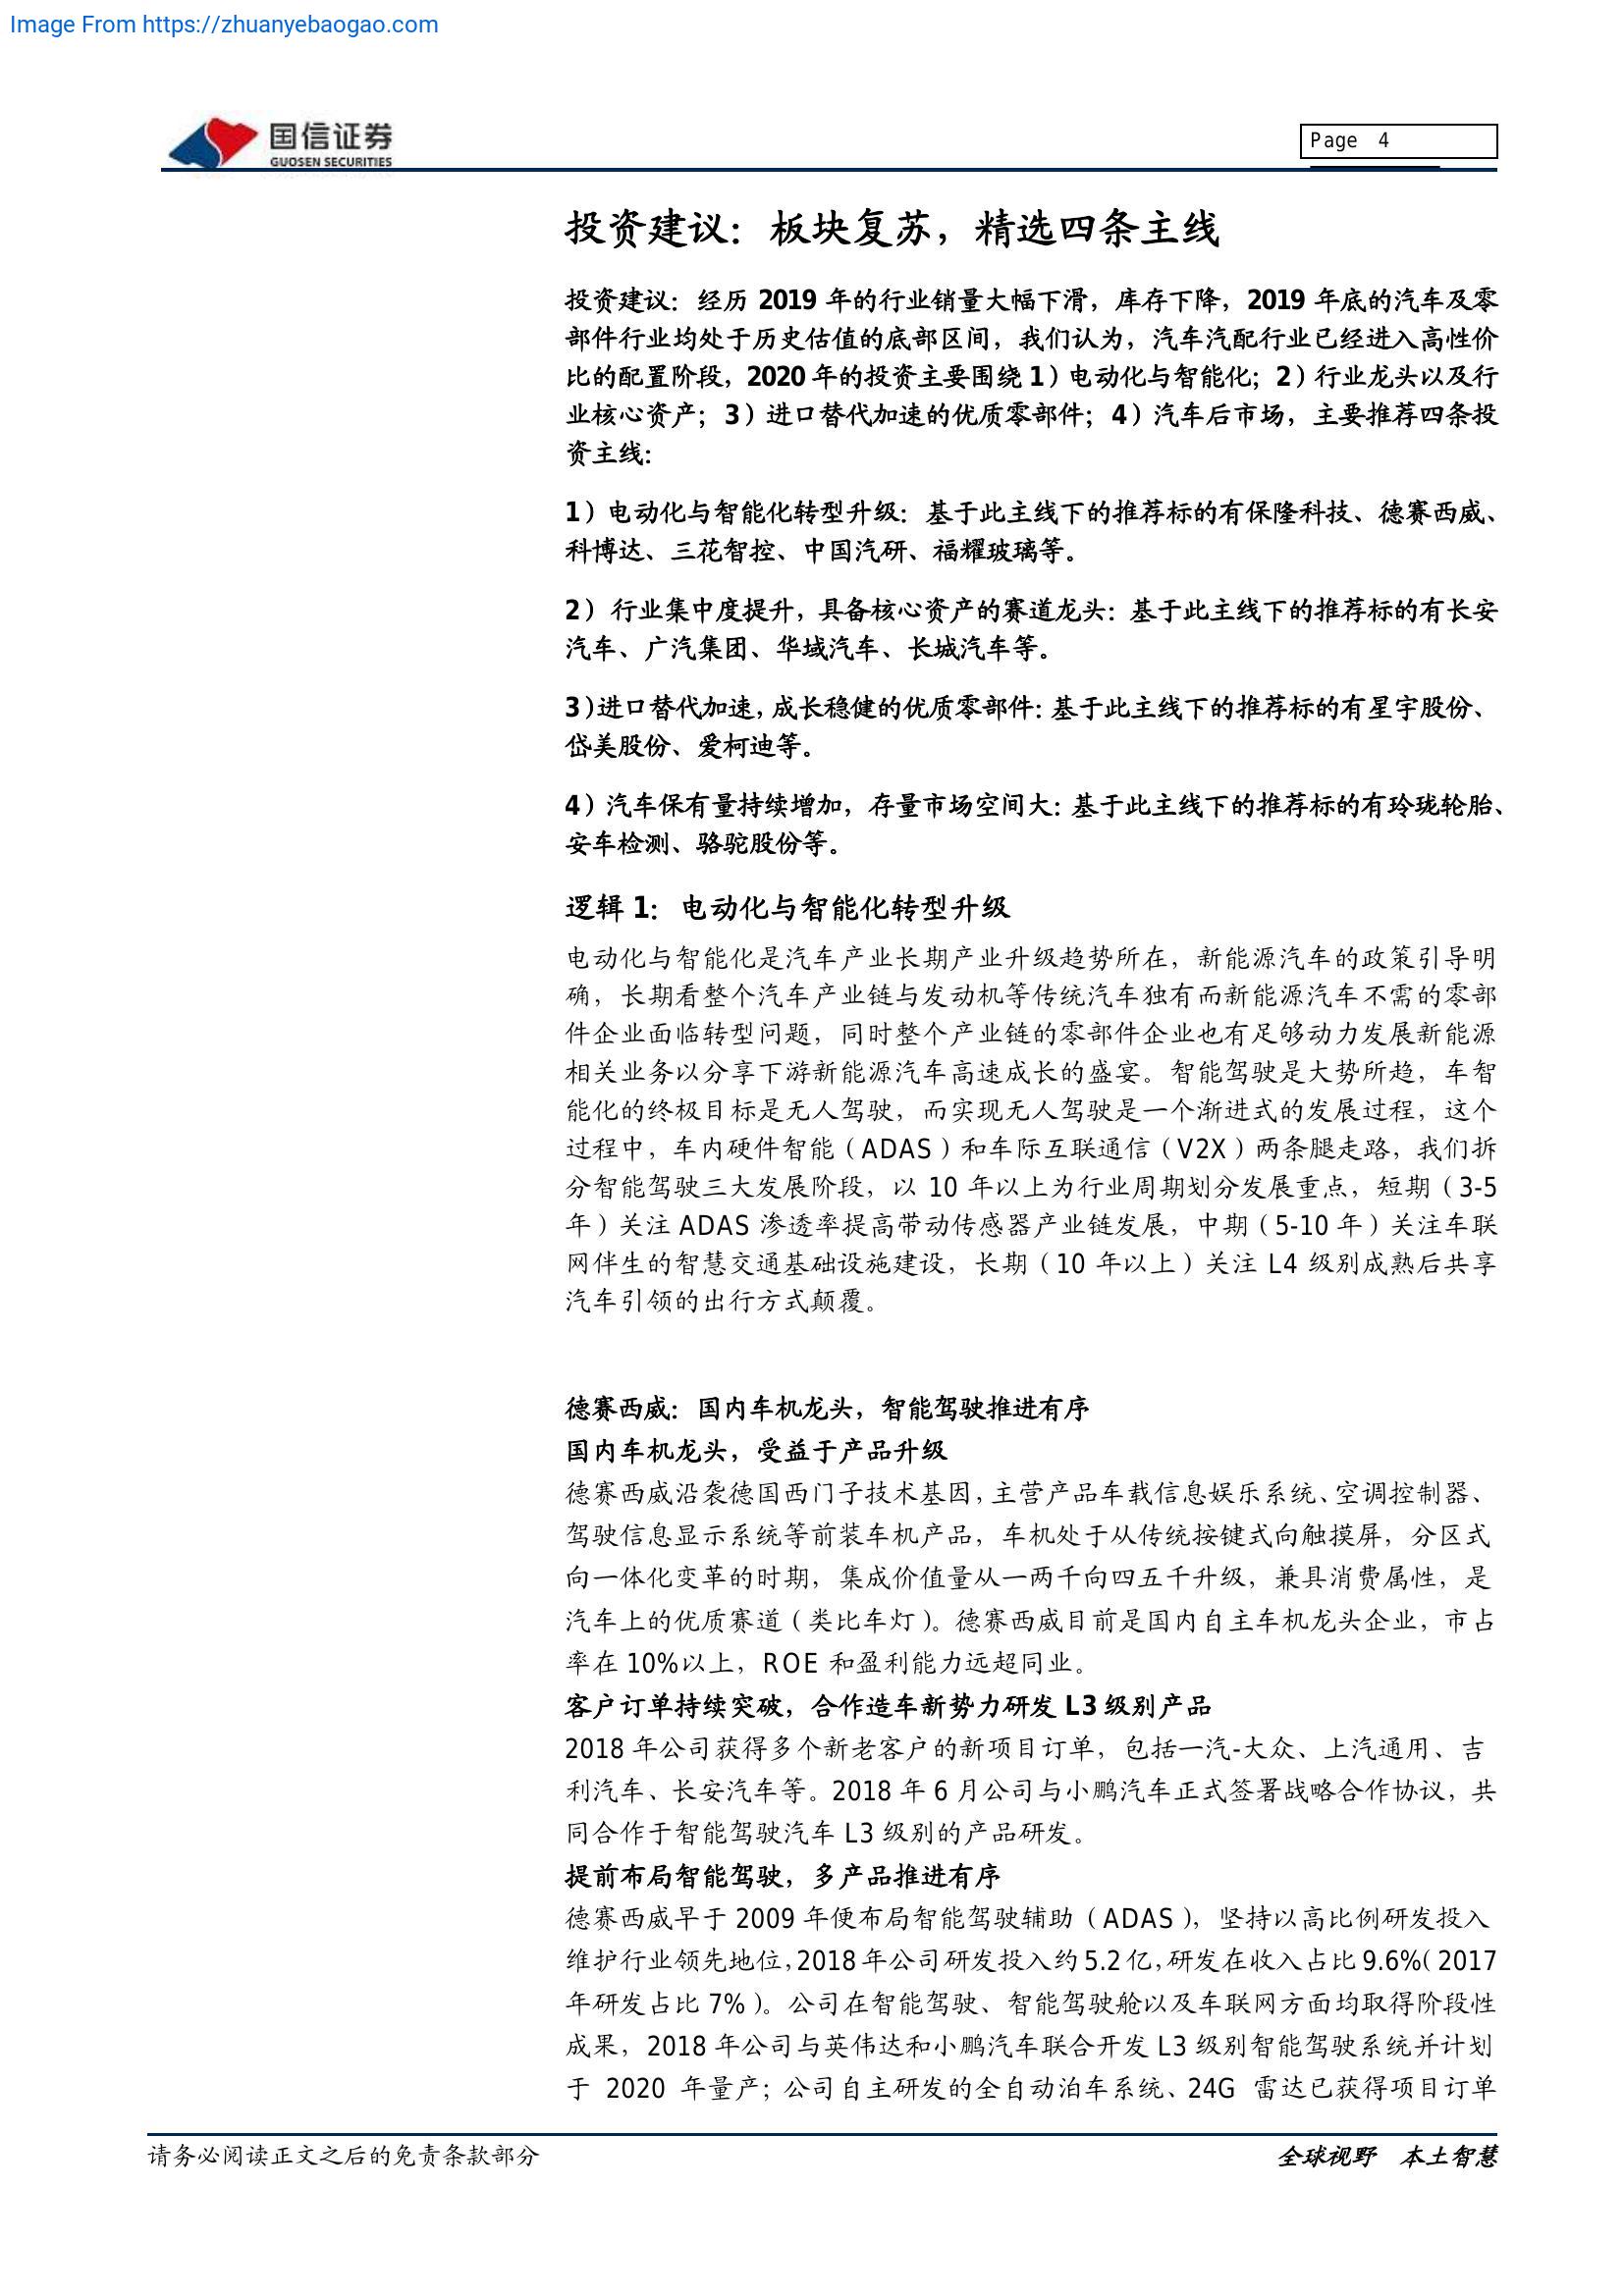 Image From https://zhuanyebaogao.com
国信证券
GUOSEN SECURITIES
Page 4
投资建议：板块复苏，精选四条主线
投资建议：经历 2019 年的行业销量大幅下滑，库存下降，2019 年底的汽车及零
部件行业均处于历史估值的底部区间，我们认为，汽车汽配行业已经进入高性价
比的配置阶段，2020 年的投资主要围绕 1）电动化与智能化；2）行业龙头以及行
业核心资产；3）进口替代加速的优质零部件；4）汽车后市场，主要推荐四条投
资主线：
1）电动化与智能化转型升级：基于此主线下的推荐标的有保隆科技、德赛西威、
科博达、三花智控、中国汽研、福耀玻璃等。
2）行业集中度提升，具备核心资产的赛道龙头：基于此主线下的推荐标的有长安
汽车、广汽集团、华域汽车、长城汽车等。
3）进口替代加速，成长稳健的优质零部件：基于此主线下的推荐标的有星宇股份、
岱美股份、爱柯迪等。
4）汽车保有量持续增加，存量市场空间大：基于此主线下的推荐标的有玲珑轮胎、
安车检测、骆驼股份等。
逻辑 1：电动化与智能化转型升级
电动化与智能化是汽车产业长期产业升级趋势所在，新能源汽车的政策引导明
确，长期看整个汽车产业链与发动机等传统汽车独有而新能源汽车不需的零部
件企业面临转型问题，同时整个产业链的零部件企业也有足够动力发展新能源
相关业务以分享下游新能源汽车高速成长的盛宴。智能驾驶是大势所趋，车智
能化的终极目标是无人驾驶，而实现无人驾驶是一个渐进式的发展过程，这个
过程中，车内硬件智能（ADAS）和车际互联通信（V2X）两条腿走路，我们拆
分智能驾驶三大发展阶段，以 10 年以上为行业周期划分发展重点，短期（3-5
年）关注 ADAS 渗透率提高带动传感器产业链发展，中期（5-10 年）关注车联
网伴生的智慧交通基础设施建设，长期（10 年以上）关注 L4 级别成熟后共享
汽车引领的出行方式颠覆。
德赛西威：国内车机龙头，智能驾驶推进有序
国内车机龙头，受益于产品升级
德赛西威沿袭德国西门子技术基因，主营产品车载信息娱乐系统、空调控制器、
驾驶信息显示系统等前装车机产品，车机处于从传统按键式向触摸屏，分区式
向一体化变革的时期，集成价值量从一两千向四五千升级，兼具消费属性，是
汽车上的优质赛道（类比车灯）。德赛西威目前是国内自主车机龙头企业，市占
率在 10%以上，ROE 和盈利能力远超同业。
客户订单持续突破，合作造车新势力研发 L3 级别产品
2018 年公司获得多个新老客户的新项目订单，包括一汽-大众、上汽通用、吉
利汽车、长安汽车等。2018 年 6 月公司与小鹏汽车正式签署战略合作协议，共
同合作于智能驾驶汽车 L3 级别的产品研发。
提前布局智能驾驶，多产品推进有序
德赛西威早于 2009 年便布局智能驾驶辅助（ADAS），坚持以高比例研发投入
维护行业领先地位，2018 年公司研发投入约 5.2 亿，研发在收入占比 9.6%（2017
年研发占比 7%）。公司在智能驾驶、智能驾驶舱以及车联网方面均取得阶段性
成果，2018 年公司与英伟达和小鹏汽车联合开发 L3 级别智能驾驶系统并计划
于 2020 年量产；公司自主研发的全自动泊车系统、24G 雷达已获得项目订单
请务必阅读正文之后的免责条款部分
全球视野 本土智慧